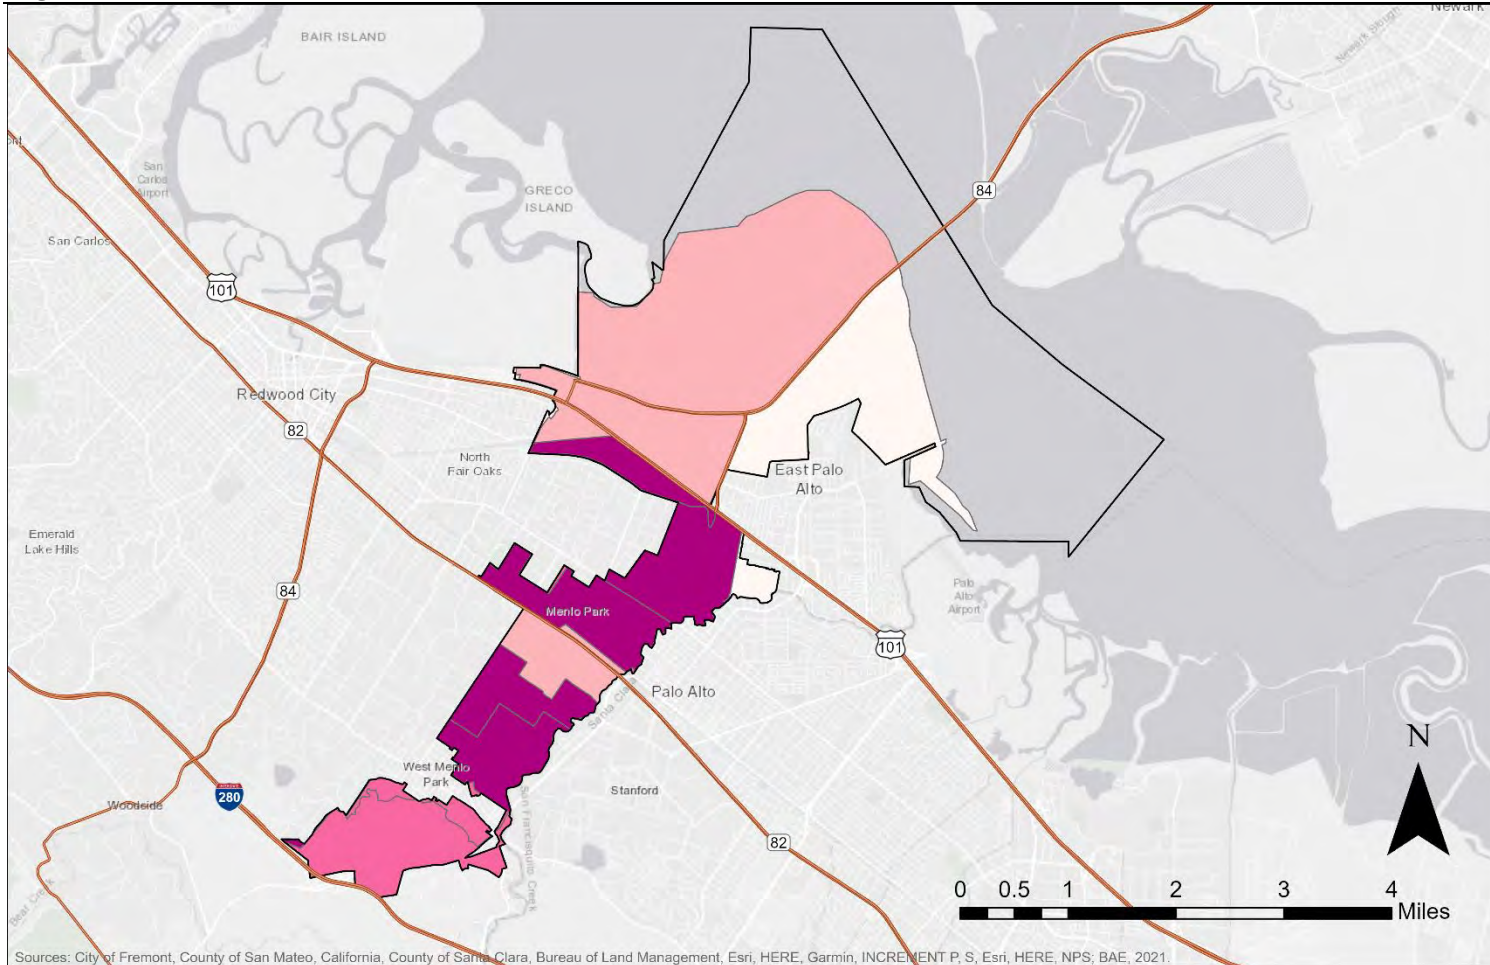 Newark
BAIR ISLAND
Newark Slough
San
Carlos
Airport
GRECO
ISLAND
84
San Carlos
101
Redwood City
82
North
Fair Oaks
East Palo
Alto
Emerald
Lake Hills
84
Menlo Park
Palo
Alto
Airport
101
Palo Alto
Santa Clara
N
West Menlo
Park
Stanford
280
Woodside
San Francisquito Creek
82
Bear Creek
0 0.5 1 2 3 4
Miles
Sources: City of Fremont, County of San Mateo, California, County of Santa Clara, Bureau of Land Management, Esri, HERE, Garmin, INCREMENT P, S, Esri, HERE, NPS; BAE, 2021.